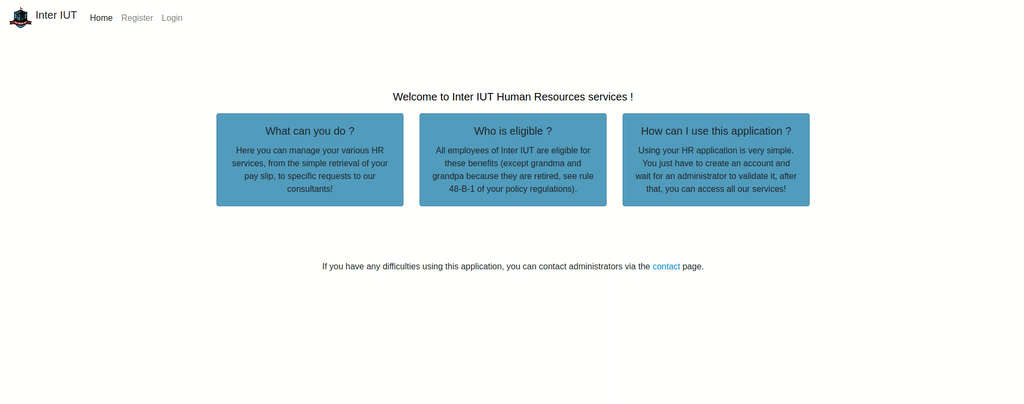 Inter IUT Home Register Login
Welcome to Inter IUT Human Resources services !
What can you do ?
Here you can manage your various HR
services, from the simple retrieval of your
pay slip, to specific requests to our
consultants!
Who is eligible ?
All employees of Inter IUT are eligible for
these benefits (except grandma and
grandpa because they are retired, see rule
48-B-1 of your policy regulations).
How can I use this application ?
Using your HR application is very simple.
You just have to create an account and
wait for an administrator to validate it, after
that, you can access all our services!
If you have any difficulties using this application, you can contact administrators via the contact page.